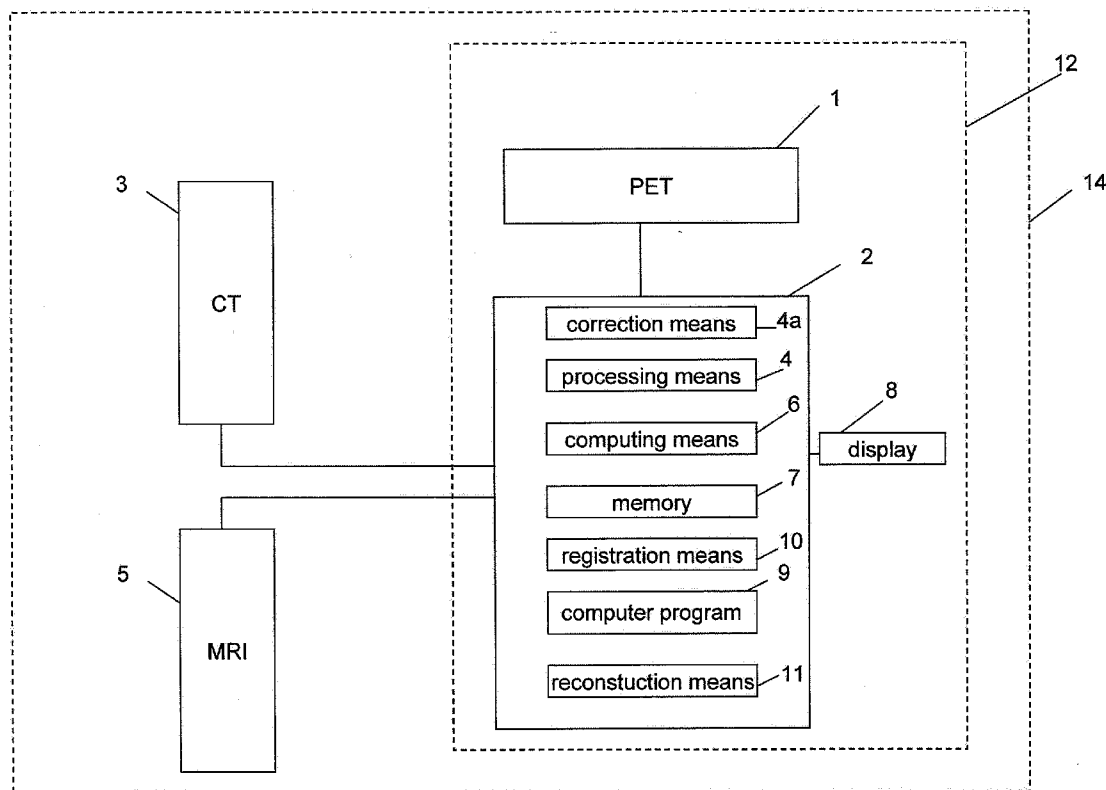 12
1
PET
14
3
CT
2
correction means
4a
processing means
4
computing means
6
8
display
memory
7
registration means
10
9
computer program
5
MRI
reconstuction means
11